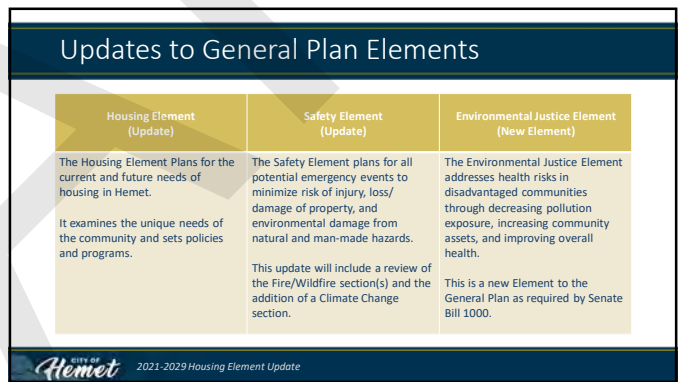 Updates to General Plan Elements
Housing Element
(Update)
Safety Element
(Update)
Environmental Justice Element
(New Element)
The Housing Element Plans for the
current and future needs of
housing in Hemet.
It examines the unique needs of
the community and sets policies
and programs.
The Safety Element plans for all
potential emergency events to
minimize risk of injury, loss/
damage of property, and
environmental damage from
natural and man-made hazards.
This update will include a review of
the Fire/Wildfire section(s) and the
addition of a Climate Change
section.
The Environmental Justice Element
addresses health risks in
disadvantaged communities
through decreasing pollution
exposure, increasing community
assets, and improving overall
health.
This is a new Element to the
General Plan as required by Senate
Bill 1000.
CITY OF
Hemet
2021-2029 Housing Element Update